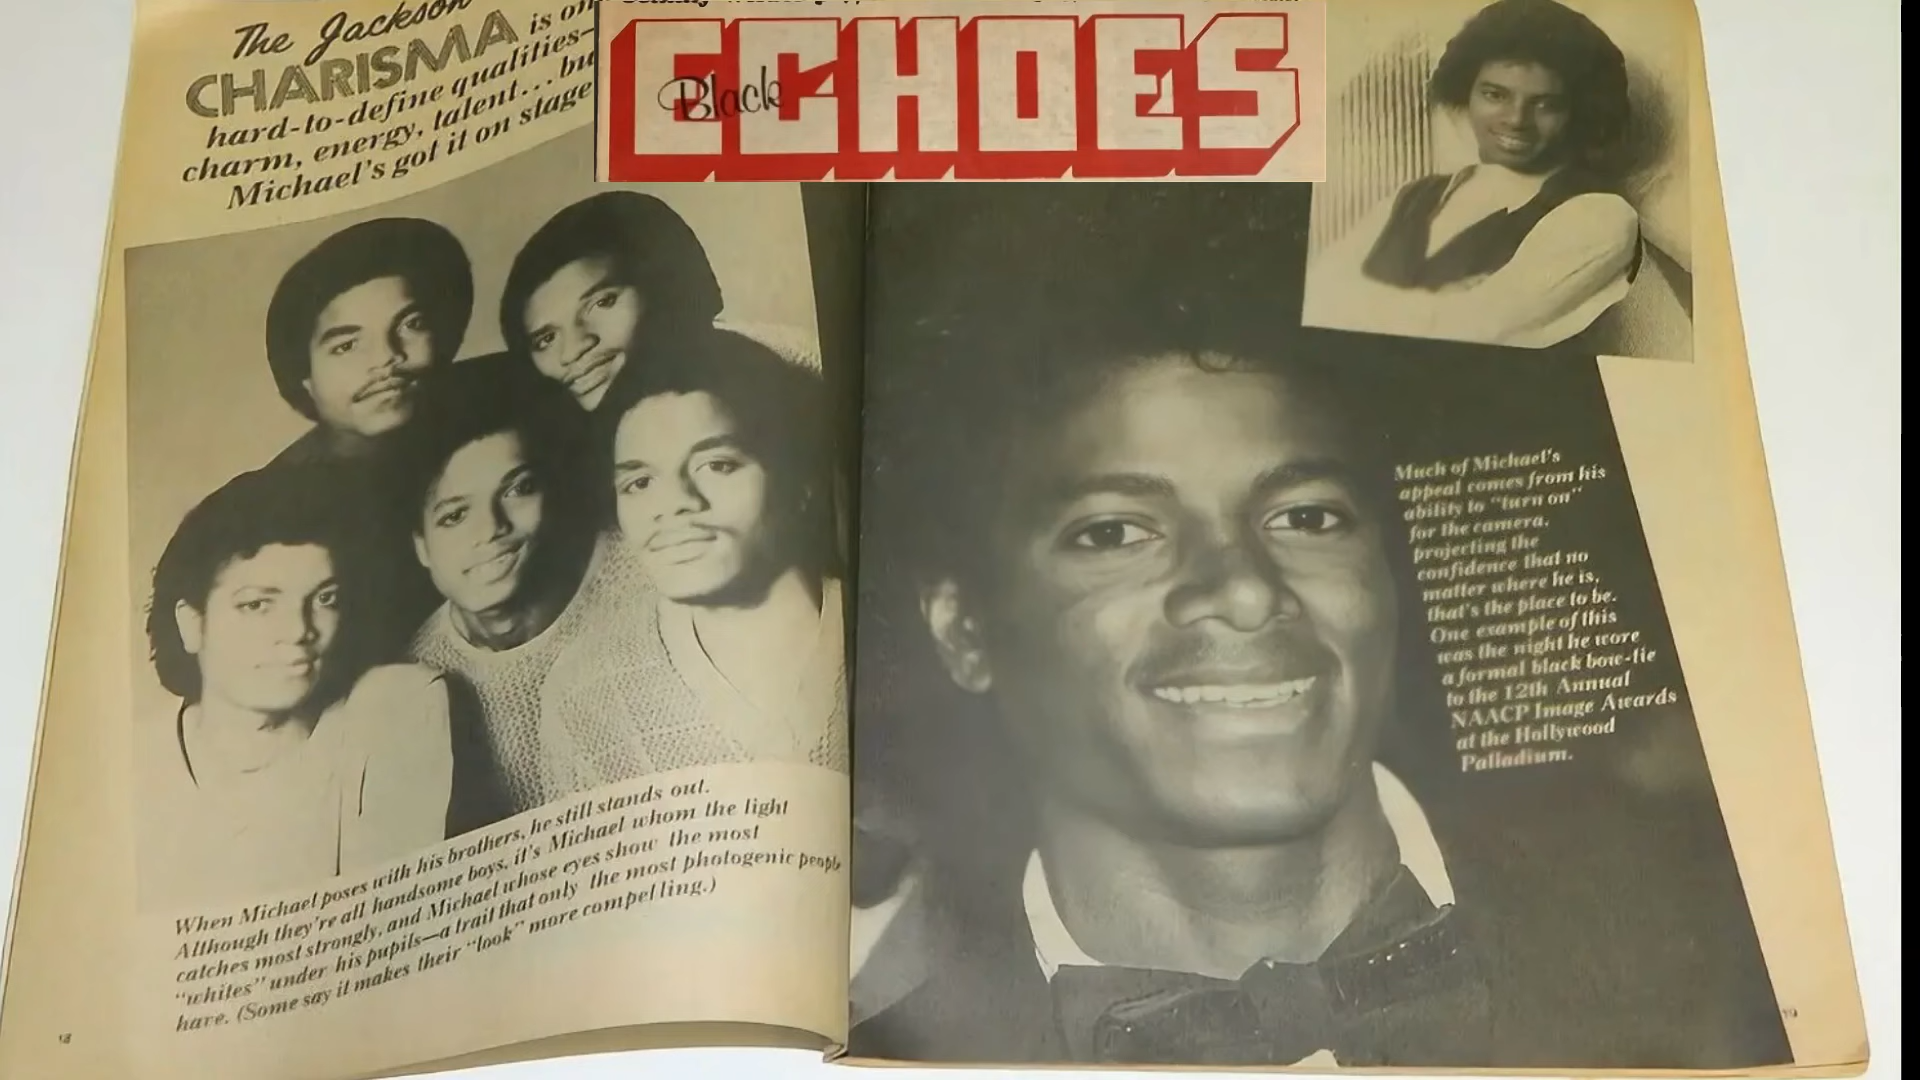 The Jackson
CHARISMA is on
hard-to-define qualities—
charm, energy, talent...bu
Michael's got it on stage
Black
ECHOES
When Michael poses with his brothers, he still stands out.
Although they're all handsome boys, it's Michael whom the light
catches most strongly, and Michael whose eyes show the most
"whites" under his pupils—a trait that only the most photogenic people
have. (Some say it makes their "look" more compelling.)
18
Much of Michael's
appeal comes from his
ability to "turn on"
for the camera,
projecting the
confidence that no
matter where he is,
that's the place to be.
One example of this
was the night he wore
a formal black bow-tie
to the 12th Annual
NAACP Image Awards
at the Hollywood
Palladium.
19